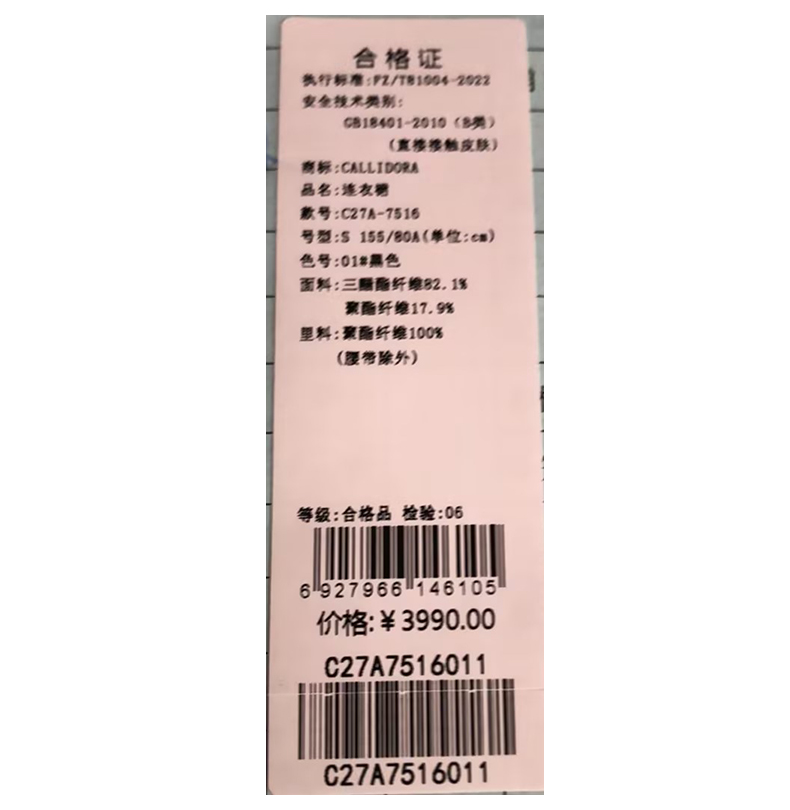 合格证
执行标准:FZ/T81004-2022
安全技术类别:
GB18401-2010 (B类)
(直接接触皮肤)
商标:CALLIDORA
品名:连衣裙
款号:C27A-7516
号型:S 155/80A(单位:cm)
色号:01#黑色
面料:三醋酯纤维82.1%
聚酯纤维17.9%
里料:聚酯纤维100%
(腰带除外)
等级:合格品 检验:06
6 927966 146105
价格:¥3990.00
C27A7516011
C27A7516011